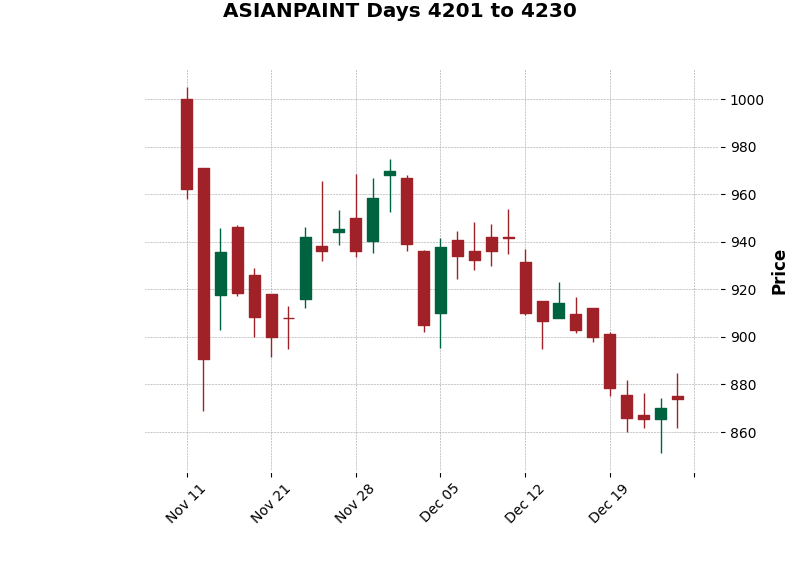 ASIANPAINT Days 4201 to 4230
1000
980
960
940
920
900
880
860
Price
Nov 11
Nov 21
Nov 28
Dec 05
Dec 12
Dec 19